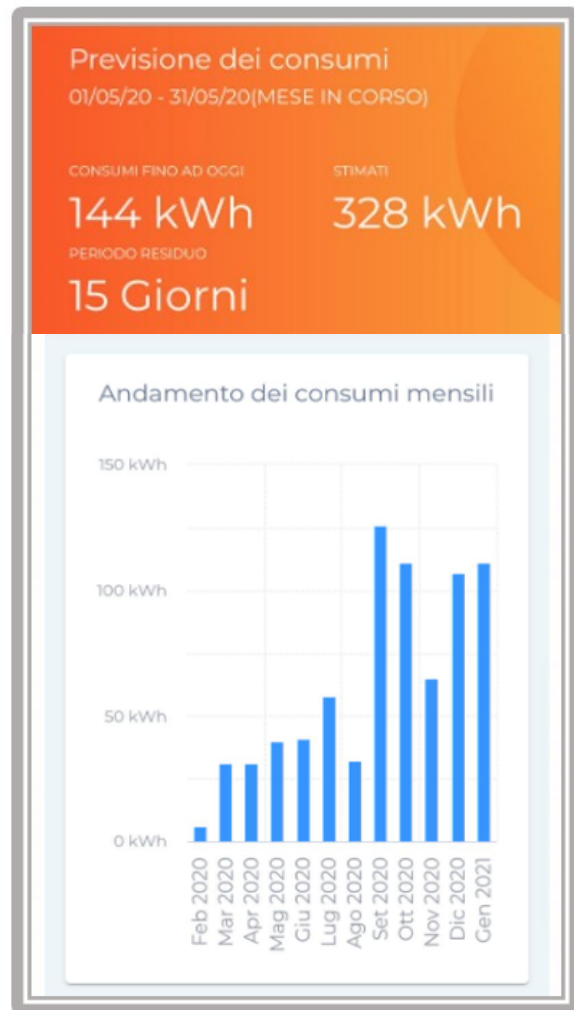 Previsione dei consumi
01/05/20 - 31/05/20(MESE IN CORSO)
CONSUMI FINO AD OGGI
STIMATI
144 kWh
328 kWh
PERIODO RESIDUO
15 Giorni
Andamento dei consumi mensili
150 kWh
100 kWh
50 kWh
0 kWh
Feb 2020
Mar 2020
Apr 2020
Mag 2020
Giu 2020
Lug 2020
Ago 2020
Set 2020
Ott 2020
Nov 2020
Dic 2020
Gen 2021